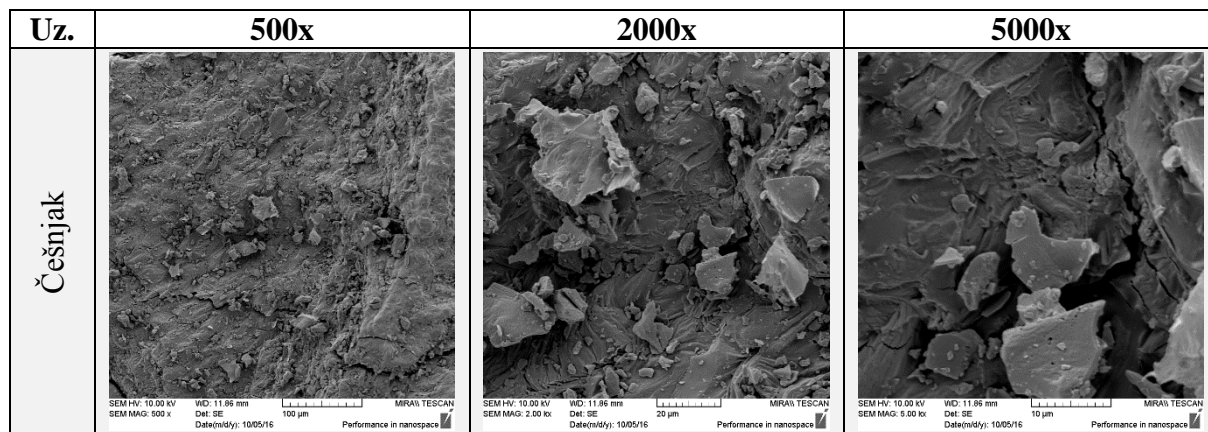 Uz.
500x
2000x
5000x
Češnjak
SEM HV: 10.00 kV WD: 11.86 mm MIRA\\ TESCAN
SEM MAG: 500 x Det: SE 100 µm
Date(m/d/y): 10/05/16 Performance in nanospace
SEM HV: 10.00 kV WD: 11.86 mm MIRA\\ TESCAN
SEM MAG: 2.00 kx Det: SE 20 µm
Date(m/d/y): 10/05/16 Performance in nanospace
SEM HV: 10.00 kV WD: 11.86 mm MIRA\\ TESCAN
SEM MAG: 5.00 kx Det: SE 10 µm
Date(m/d/y): 10/05/16 Performance in nanospace